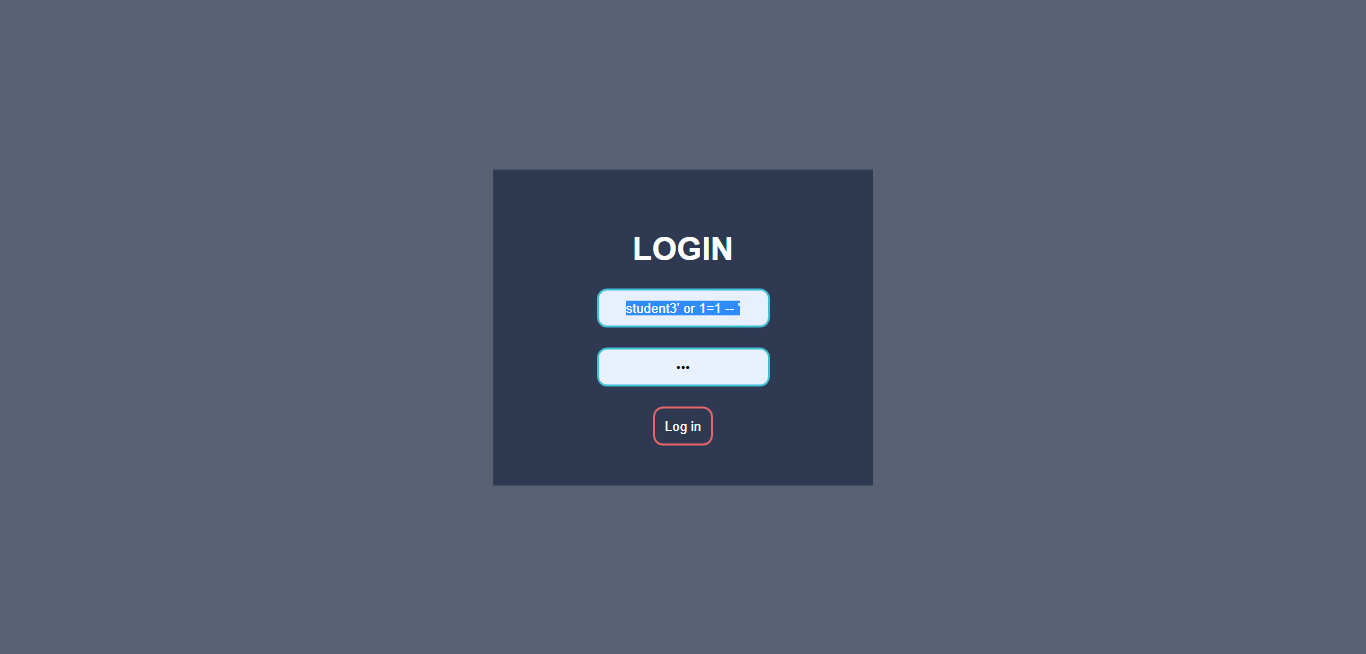 LOGIN
student3' or 1=1 -- '
•••
Log in